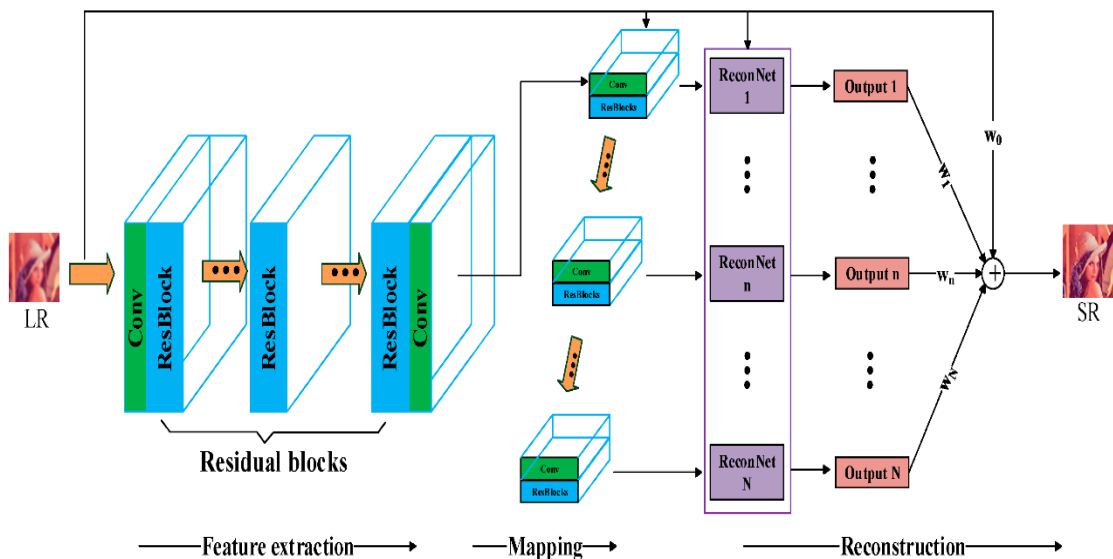 LR
Conv
ResBlock
ResBlock
ResBlock
Conv
Residual blocks
Conv
ResBlocks
Conv
ResBlocks
Conv
ResBlocks
ReconNet
1
ReconNet
n
ReconNet
N
Output 1
Output n
Output N
w0
w1
wn
wN
+
SR
Feature extraction
Mapping
Reconstruction